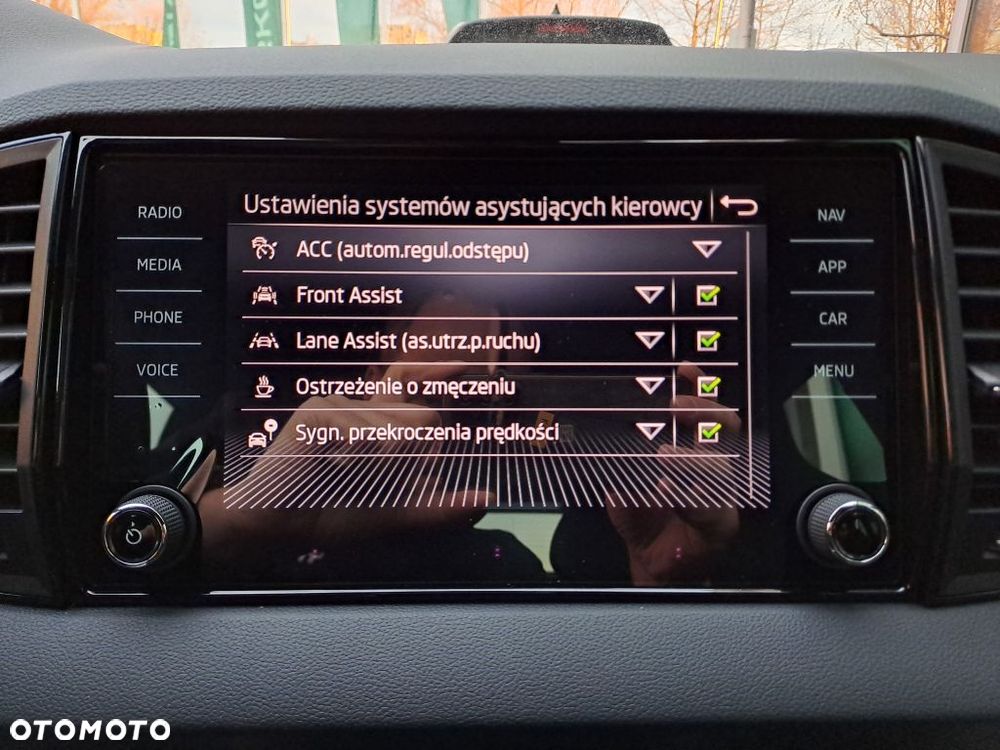 Ustawienia systemów asystujących kierowcy
ACC (autom.regul.odstępu)
Front Assist
Lane Assist (as.utrz.p.ruchu)
Ostrzeżenie o zmęczeniu
Sygn. przekroczenia prędkości
RADIO
MEDIA
PHONE
VOICE
NAV
APP
CAR
MENU
OTOMOTO